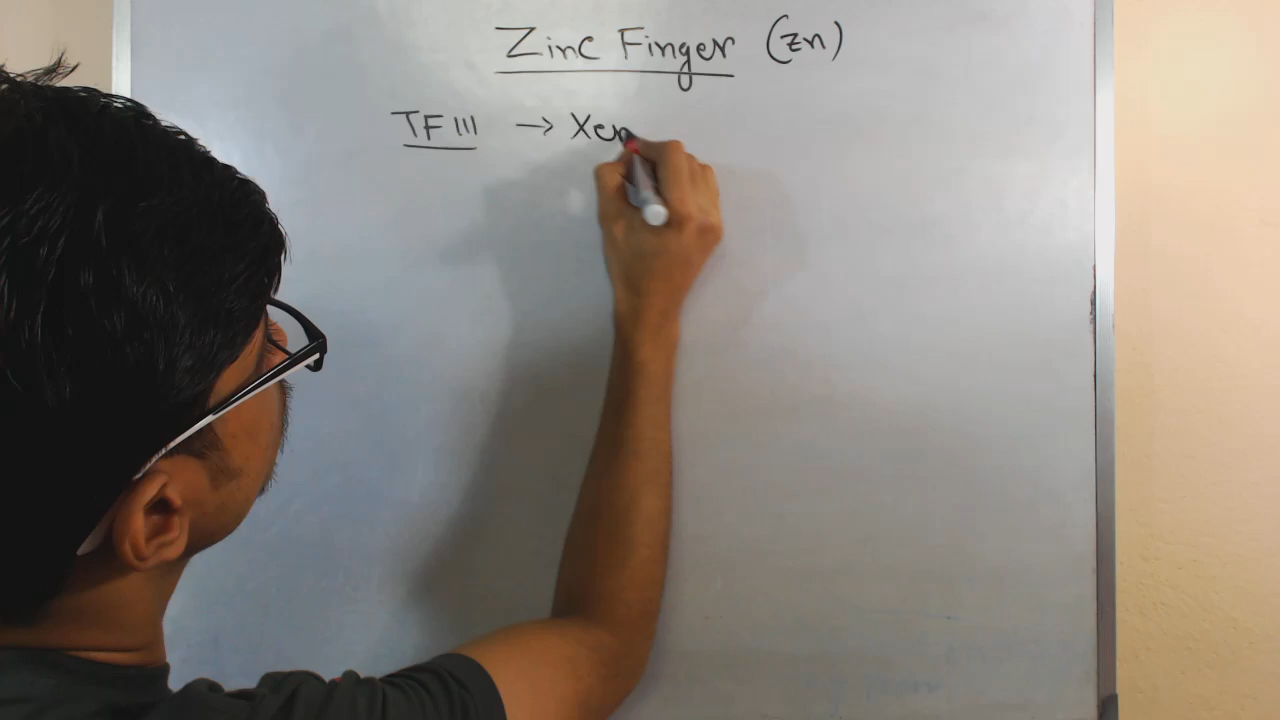 Zinc Finger (Zn)
TF III → Xen